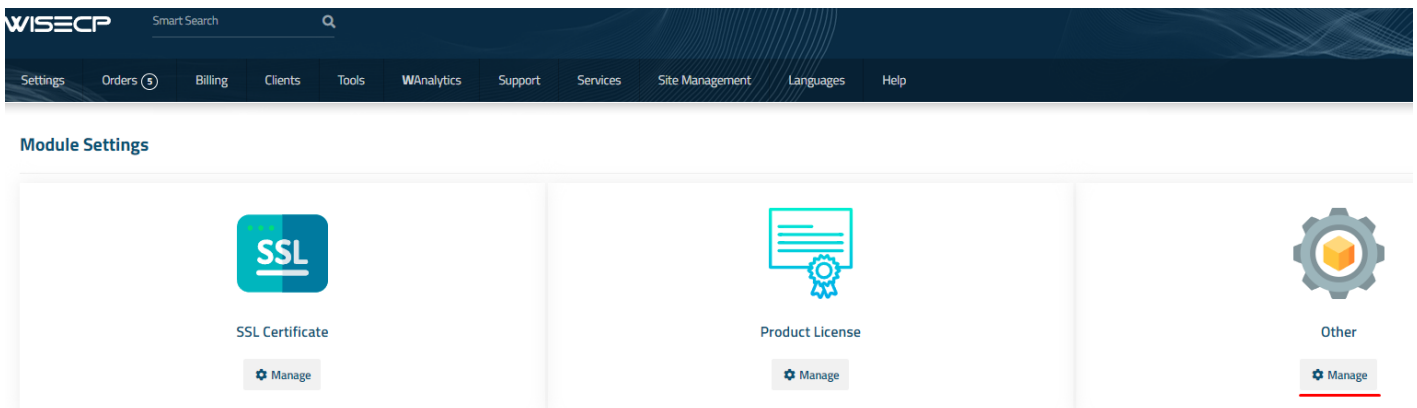 WISECP Smart Search
Settings Orders 5 Billing Clients Tools WAnalytics Support Services Site Management Languages Help
Module Settings
SSL
SSL Certificate Product License Other
Manage Manage Manage